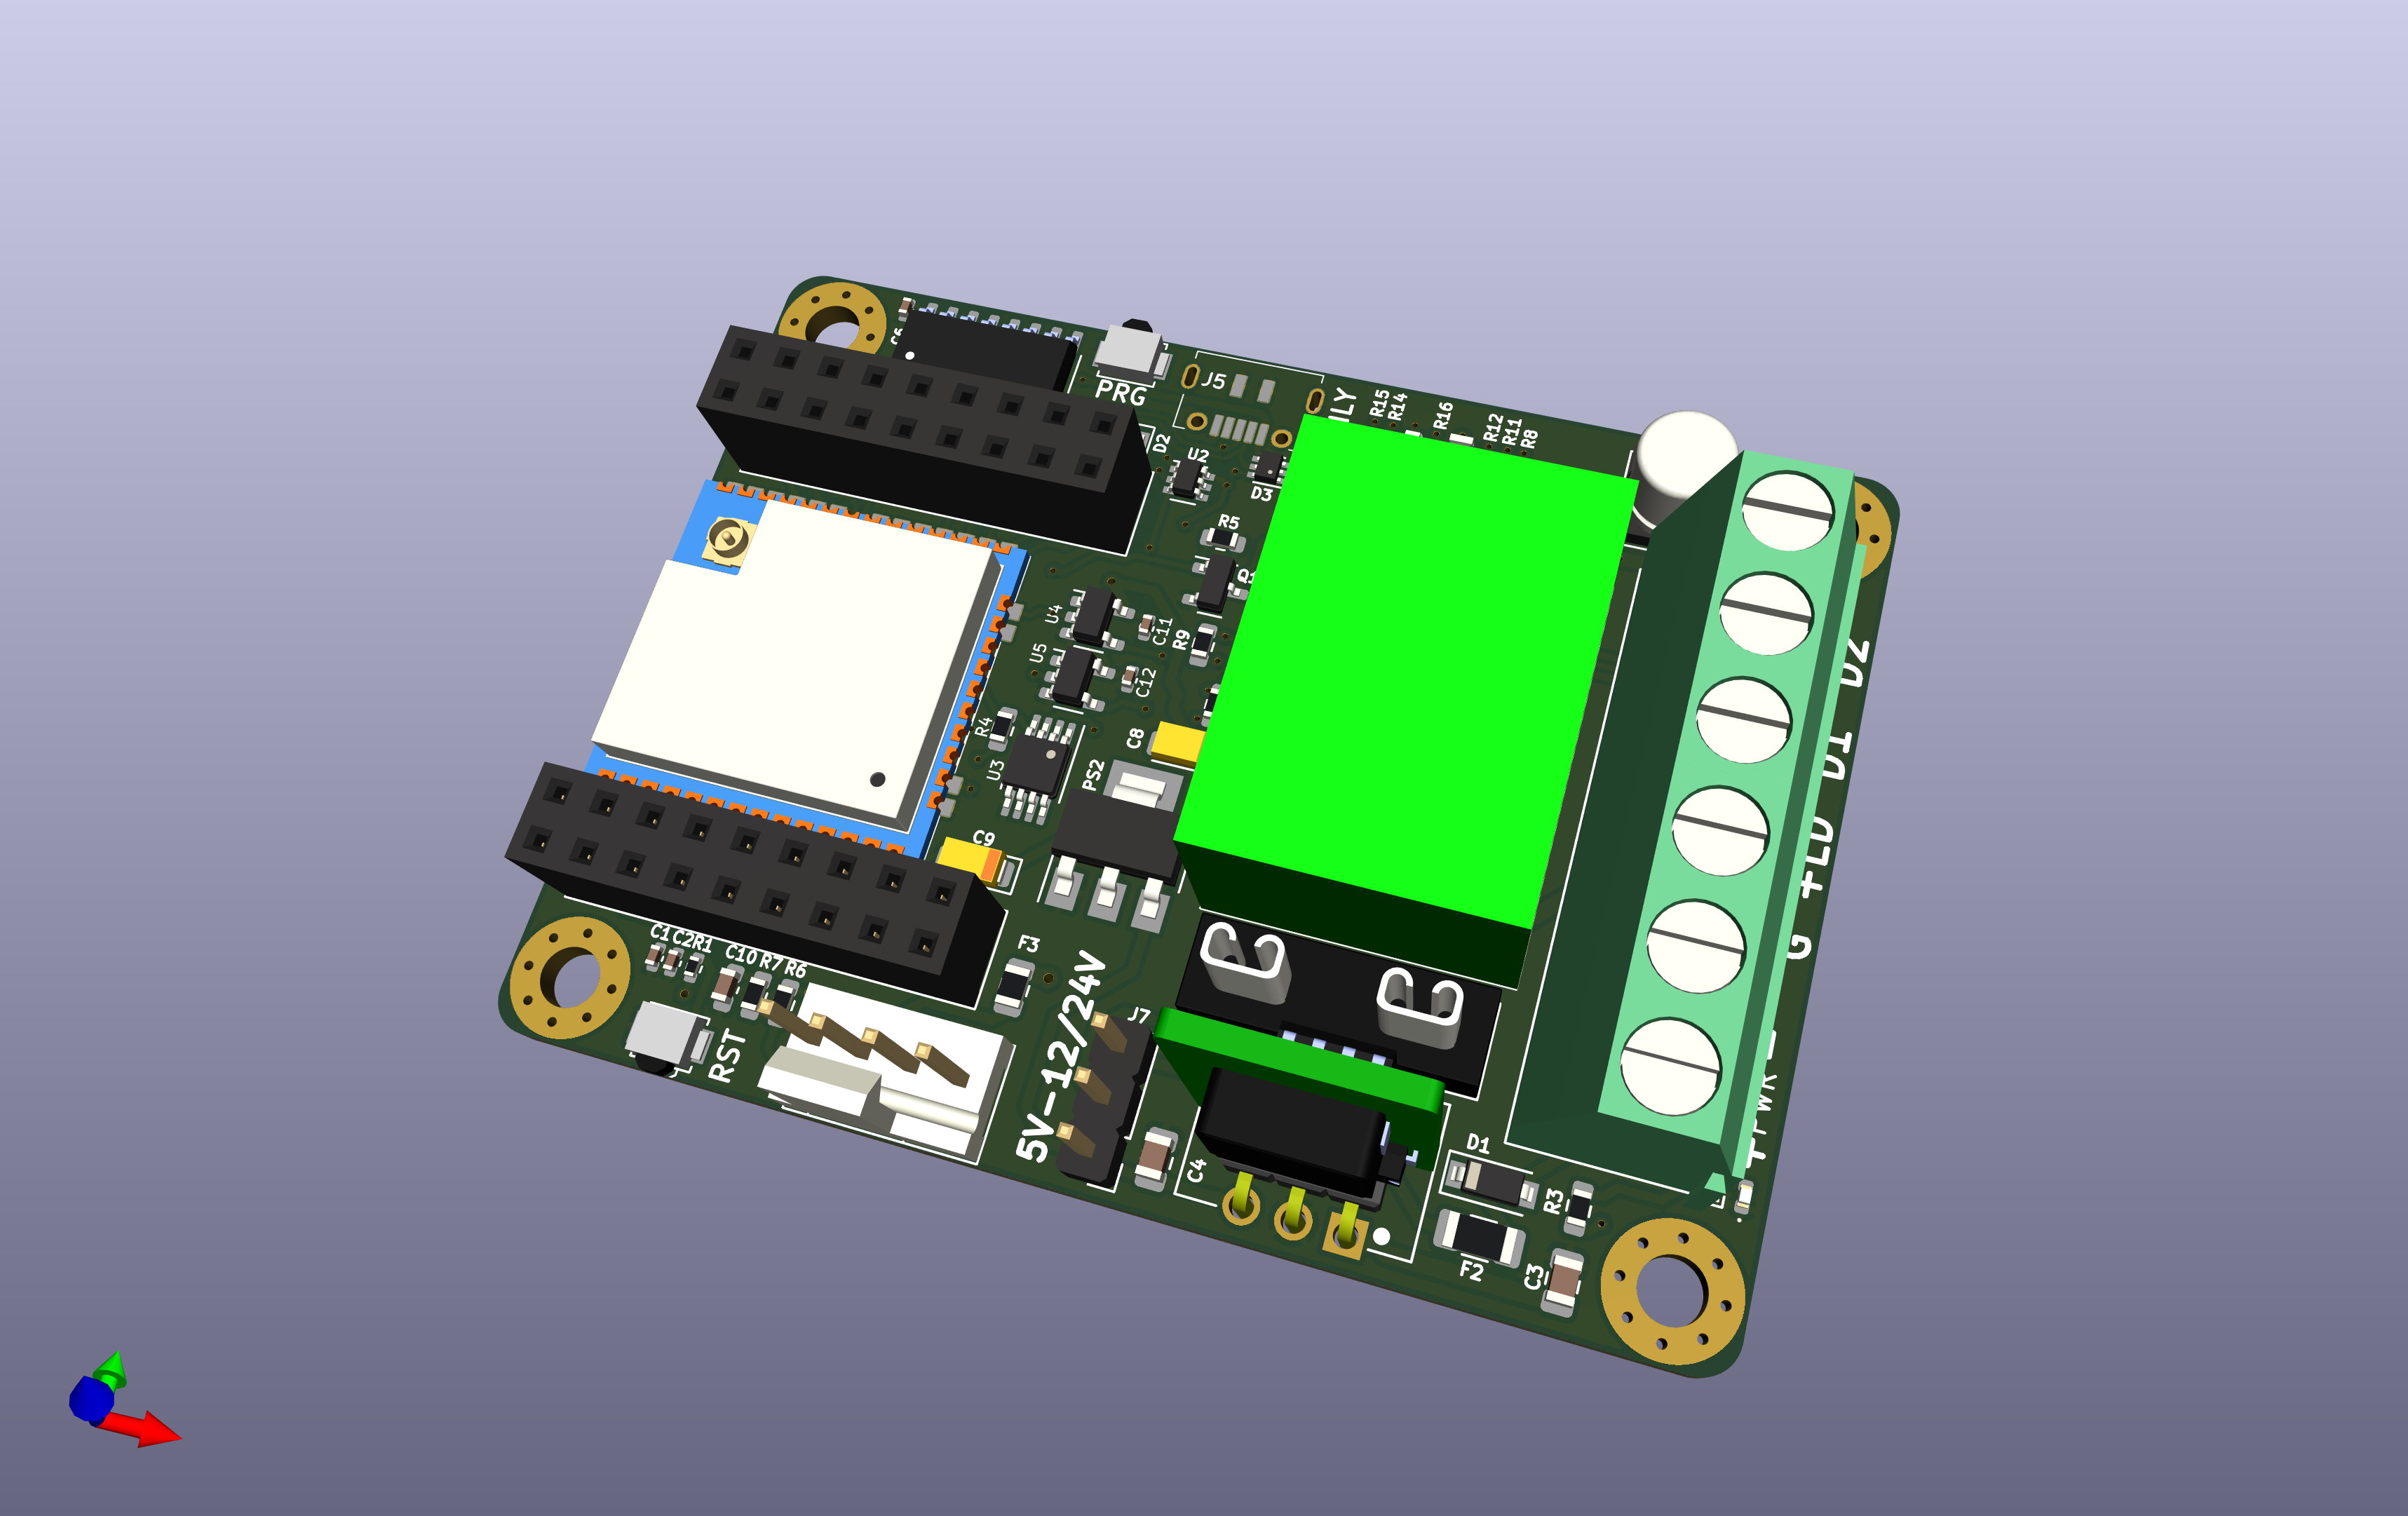 PRG
J5
R15
R14
R16
R12
R11
R8
D2
U2
D3
R5
U4
C11
R9
U5
C12
R4
C8
U3
PS2
C9
D2
D1
+LD
G
C1
C2
R1
C10
R7
R6
F3
J7
RST
5V-12/24V
C4
D1
R3
F2
C3